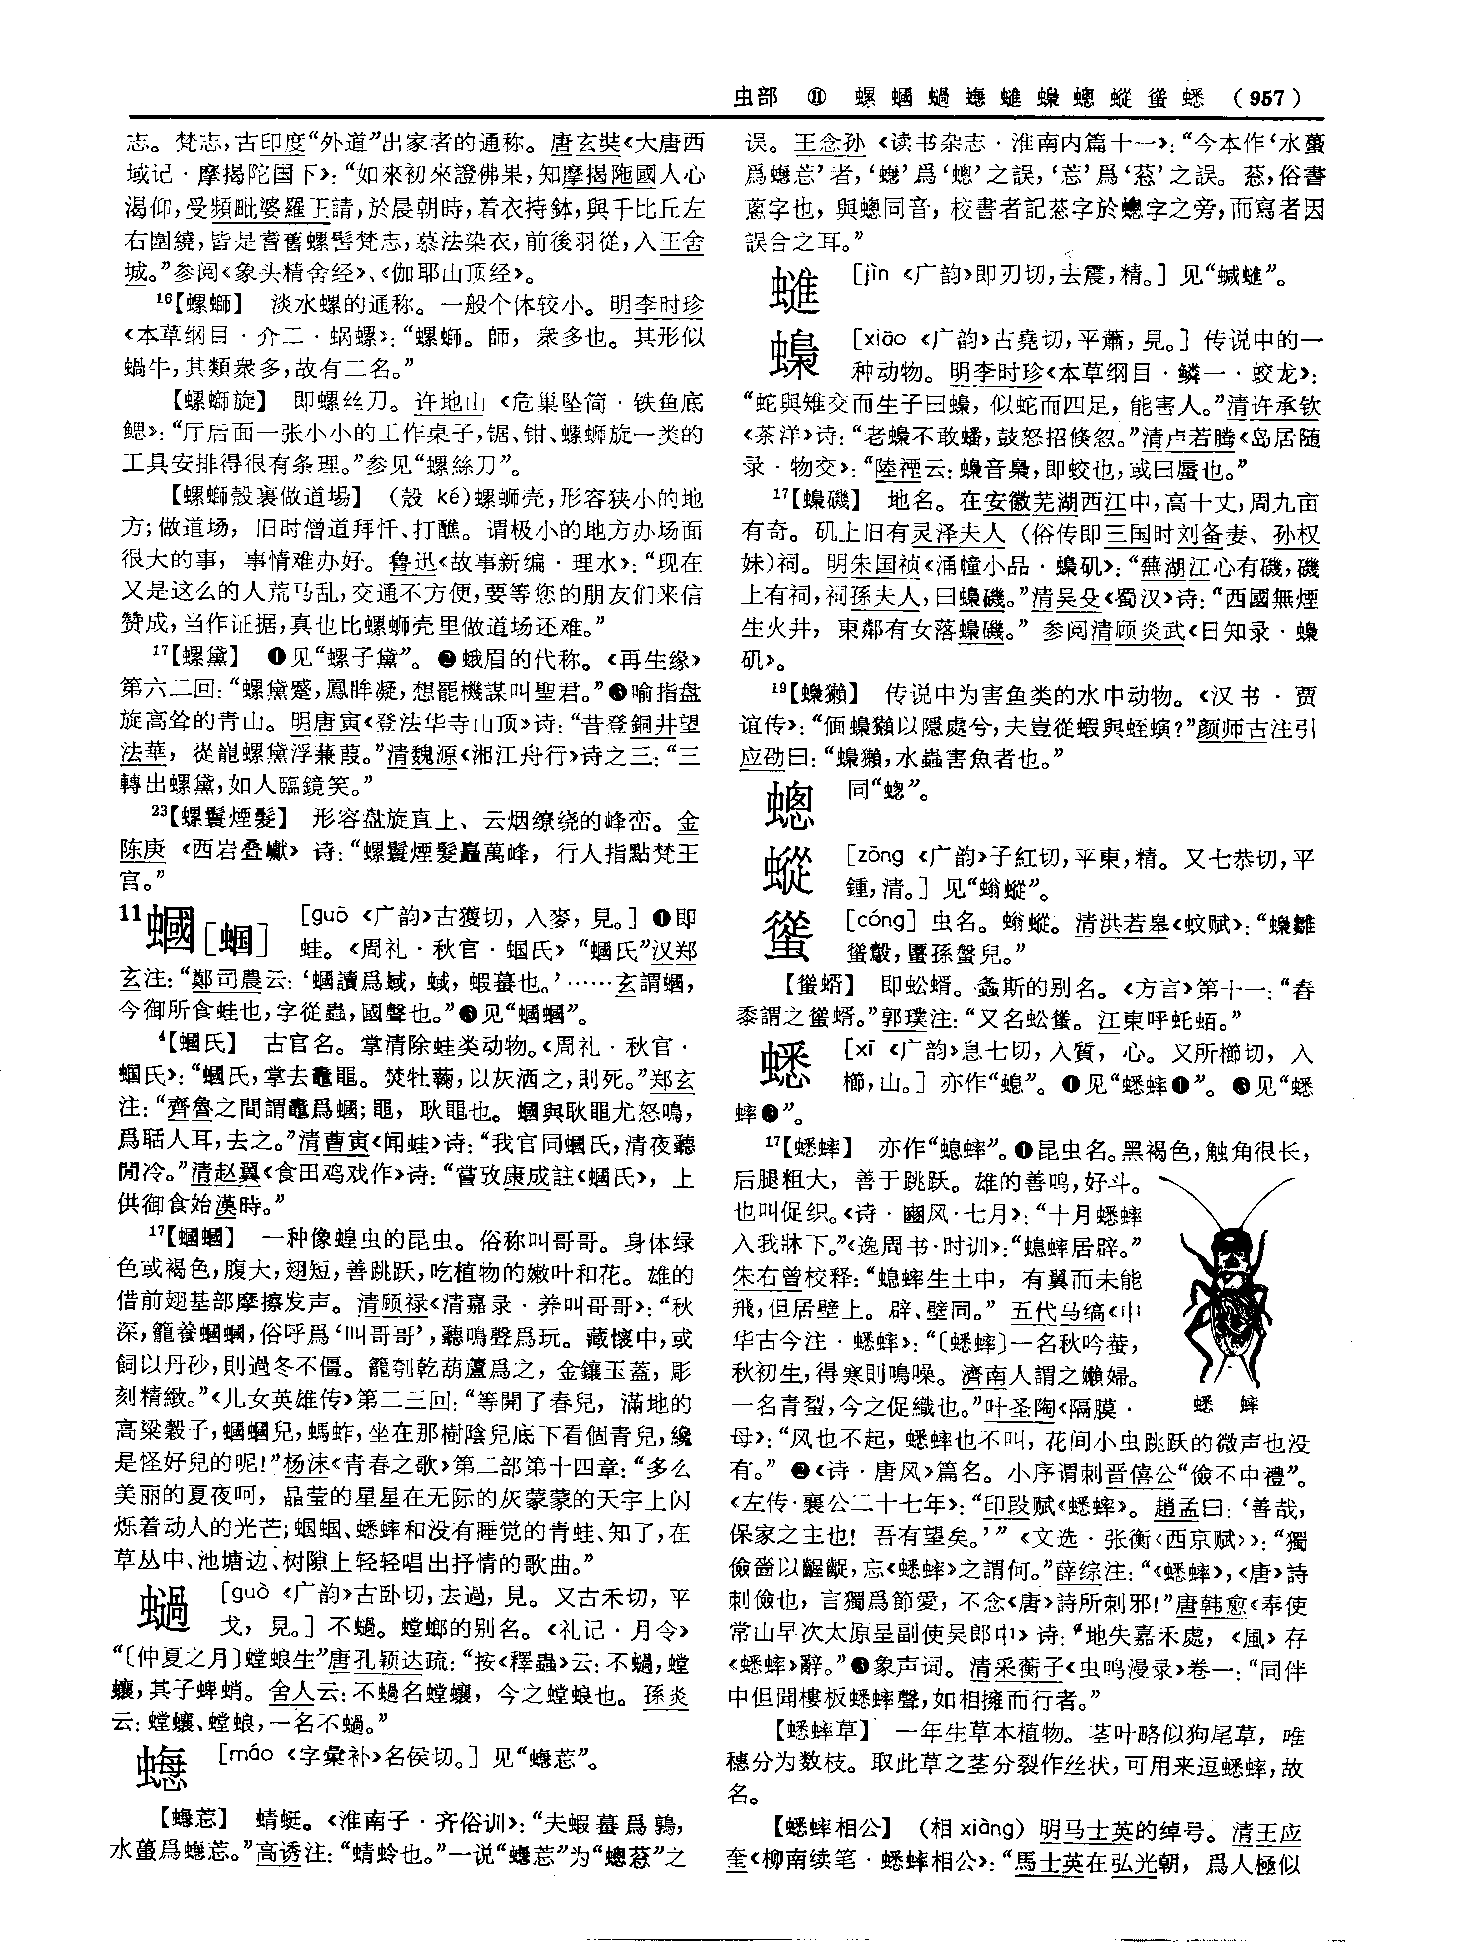 虫部 ⑪ 螺 蟈 蝸 䗋 䗯 蟂 蟌 蹤 蚤 蟋 （957）
志。梵志，古印度“外道”出家者的通称。唐玄奘《大唐西
域记·摩揭陀国下》：“如來初來證佛果，知摩揭陁國人心
渴仰，受頻毗婆羅王請，於晨朝時，着衣持鉢，與千比丘左
右圍繞，皆是耆舊螺髻梵志，慕法染衣，前後羽從，入王舍
城。”参阅《象头精舍经》、《伽耶山顶经》。
16【螺螄】 淡水螺的通称。一般个体较小。明李时珍
《本草纲目·介二·蜗螺》：“螺螄。師，衆多也。其形似
蝸牛，其類衆多，故有二名。”
【螺螄旋】 即螺丝刀。许地山《危巢坠简·铁鱼底
鳃》：“厅后面一张小小的工作桌子，锯、钳、螺蛳旋一类的
工具安排得很有条理。”参见“螺絲刀”。
【螺螄殼裏做道場】 （殼 ké）螺蛳壳，形容狭小的地
方；做道场，旧时僧道拜忏、打醮。谓极小的地方办场面
很大的事，事情难办好。鲁迅《故事新编·理水》：“现在
又是这么的人荒马乱，交通不方便，要等您的朋友们来信
赞成，当作证据，真也比螺蛳壳里做道场还难。”
17【螺黛】 ❶见“螺子黛”。❷蛾眉的代称。《再生缘》
第六二回：“螺黛蹙，鳳眸凝，想罷機謀叫聖君。”❸喻指盘
旋高耸的青山。明唐寅《登法华寺山顶》诗：“昔登銅井望
法華，從龍螺黛浮蒹葭。”清魏源《湘江舟行》诗之三：“三
轉出螺黛，如人臨鏡笑。”
23【螺鬟煙髮】 形容盘旋直上、云烟缭绕的峰峦。金
陈庚《西岩叠巘》诗：“螺鬟煙髮矗萬峰，行人指點梵王
宫。”
11蟈［蝈］ ［guō《广韵》古獲切，入麥，見。］❶即
蛙。《周礼·秋官·蝈氏》“蟈氏”汉郑
玄注：“鄭司農云：‘蟈讀爲蜮，蜮，蝦蟇也。’……玄謂蟈，
今御所食蛙也，字從蟲，國聲也。”❷见“蟈蟈”。
4【蟈氏】 古官名。掌清除蛙类动物。《周礼·秋官·
蝈氏》：“蟈氏，掌去鼃黽。焚牡蘜，以灰洒之，則死。”郑玄
注：“齊魯之間謂鼃爲蟈；黽，耿黽也。蟈與耿黽尤怒鳴，
爲聒人耳，去之。”清曹寅《闻蛙》诗：“我官同蟈氏，清夜聽
閒冷。”清赵翼《食田鸡戏作》诗：“嘗攷康成註《蟈氏》，上
供御食始漢時。”
17【蟈蟈】 一种像蝗虫的昆虫。俗称叫哥哥。身体绿
色或褐色，腹大，翅短，善跳跃，吃植物的嫩叶和花。雄的
借前翅基部摩擦发声。清顾禄《清嘉录·养叫哥哥》：“秋
深，籠養蟈蟈，俗呼爲‘叫哥哥’，聽鳴聲爲玩。藏懷中，或
飼以丹砂，則過冬不僵。籠刳乾葫蘆爲之，金鑲玉蓋，彫
刻精緻。”《儿女英雄传》第二三回：“等開了春兒，滿地的
高粱穀子，蟈蟈兒，螞蚱，坐在那樹陰兒底下看個青兒，纔
是怪好兒的呢！”杨沫《青春之歌》第二部第十四章：“多么
美丽的夏夜呵，晶莹的星星在无际的灰蒙蒙的天宇上闪
烁着动人的光芒；蝈蝈、蟋蟀和没有睡觉的青蛙、知了，在
草丛中、池塘边、树隙上轻轻唱出抒情的歌曲。”
䗻 ［guò《广韵》古卧切，去過，見。又古禾切，平
戈，見。］不䗻。螳螂的别名。《礼记·月令》
“〔仲夏之月〕螳蜋生”唐孔颖达疏：“按《釋蟲》云：不䗻，螳
蠰，其子蜱蛸。舍人云：不䗻名螳蠰，今之螳蜋也。孫炎
云：螳蠰、螳蜋，一名不䗻。”
［máo《字彙补》名侯切。］见“蟌莣”。
【莣】 蜻蜓。《淮南子·齐俗训》：“夫蝦蟇爲鶉，
水蠆爲莣。”高诱注：“蜻蛉也。”一说“莣”为“蟌蒠”之
误。王念孙《读书杂志·淮南内篇十一》：“今本作‘水蠆
爲莣’者，‘’爲‘蟌’之誤，‘莣’爲‘䓗’之誤。䓗，俗書
蔥字也，與蟌同音，校書者記䓗字於蟌字之旁，而寫者因
誤合之耳。”
［jìn《广韵》即刃切，去震，精。］见“蝛”。
蟂 ［xiāo《广韵》古堯切，平蕭，見。］传说中的一
种动物。明李时珍《本草纲目·鳞一·蛟龙》：
“蛇與雉交而生子曰蟂，似蛇而四足，能害人。”清许承钦
《茶洋》诗：“老蟂不敢蟠，鼓怒招倏忽。”清卢若腾《岛居随
录·物交》：“陸禋云：蟂音梟，即蛟也，或曰蜃也。”
17【蟂磯】 地名。在安徽芜湖西江中，高十丈，周九亩
有奇。矶上旧有灵泽夫人（俗传即三国时刘备妻、孙权
妹）祠。明朱国祯《涌幢小品·蟂矶》：“蕪湖江心有磯，磯
上有祠，祠孫夫人，曰蟂磯。”清吴殳《蜀汉》诗：“西國無煙
生火井，東鄰有女落蟂磯。”参阅清顾炎武《日知录·蟂
矶》。
19【蟂獺】 传说中为害鱼类的水中动物。《汉书·贾
谊传》：“偭蟂獺以隱處兮，夫豈從蝦與蛭螾？”颜师古注引
应劭曰：“蟂獺，水蟲害魚者也。”
蟌 同“䗓”。
［zōng《广韵》子紅切，平東，精。又七恭切，平
鍾，清。］见“螉䗥”。
［cóng］虫名。螉䗥。清洪若皋《蚊赋》：“蟂雛
蛩㲉，蜃孫蟹兒。”
【蝑】 即蚣蝑。螽斯的别名。《方言》第十一：“舂
黍謂之蝑。”郭璞注：“又名蚣。江東呼虴蛨。”
蟋 ［xī《广韵》息七切，入質，心。又所櫛切，入
櫛，山。］亦作“螅”。❶见“蟋蟀❶”。❷见“蟋
蟀❸”。
17【蟋蟀】 亦作“螅蟀”。❶昆虫名。黑褐色，触角很长，
后腿粗大，善于跳跃。雄的善鸣，好斗。
也叫促织。《诗·豳风·七月》：“十月蟋蟀
入我牀下。”《逸周书·时训》：“螅蟀居辟。”
朱右曾校释：“螅蟀生土中，有翼而未能
飛，但居壁上。辟、壁同。”五代马缟《中
华古今注·蟋蟀》：“〔蟋蟀〕一名秋吟蛬，
秋初生，得寒則鳴噪。濟南人謂之嬾婦。
一名青䖬，今之促織也。”叶圣陶《隔膜·
母》：“风也不起，蟋蟀也不叫，花间小虫跳跃的微声也没
有。”❷《诗·唐风》篇名。小序谓刺晋僖公“儉不中禮”。
《左传·襄公二十七年》：“印段赋《蟋蟀》。趙孟曰：‘善哉，
保家之主也！吾有望矣。’”《文选·张衡〈西京赋〉》：“獨
儉嗇以齷齪，忘《蟋蟀》之謂何。”薛综注：“《蟋蟀》，《唐》詩
刺儉也，言獨爲節愛，不念《唐》詩所刺邪！”唐韩愈《奉使
常山早次太原呈副使吴郎中》诗：“地失嘉禾處，《風》存
《蟋蟀》辭。”❸象声词。清采蘅子《虫鸣漫录》卷一：“同伴
中但聞樓板蟋蟀聲，如相擁而行者。”
蟋 蟀
【蟋蟀草】 一年生草本植物。茎叶略似狗尾草，唯
穗分为数枝。取此草之茎分裂作丝状，可用来逗蟋蟀，故
名。
【蟋蟀相公】 （相 xiàng）明马士英的绰号。清王应
奎《柳南续笔·蟋蟀相公》：“馬士英在弘光朝，爲人極似